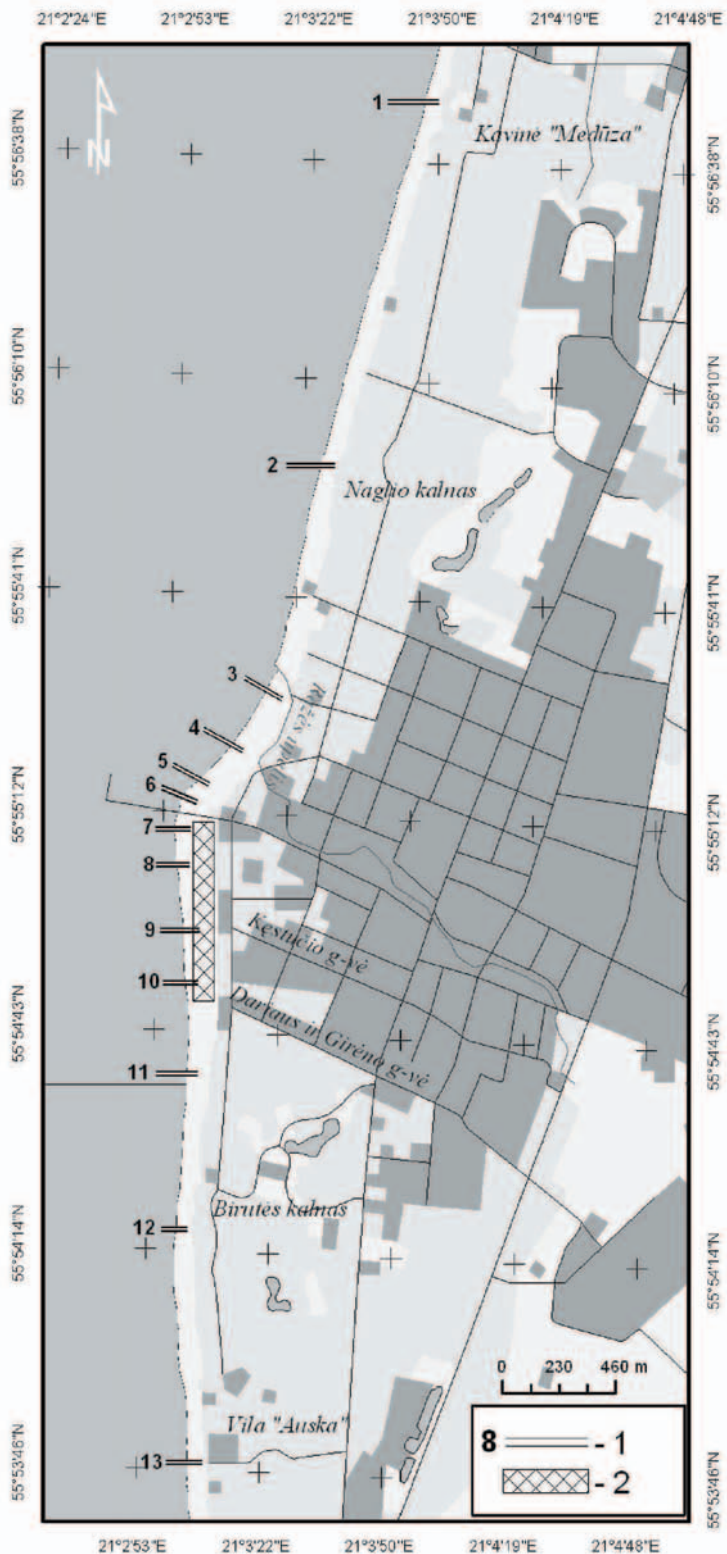 21°2'24"E 21°2'53"E 21°3'22"E 21°3'50"E 21°4'19"E 21°4'48"E
N
1
Kavinė "Medūza"
55°56'38"N 55°56'38"N
55°56'10"N 55°56'10"N
2
Naglio kalnas
55°55'41"N 55°55'41"N
3
Rąžės upelis
4
5
6
55°55'12"N 55°55'12"N
7
8
9
Kęstučio g-vė
10
Dariaus ir Girėno g-vė
55°54'43"N 55°54'43"N
11
Birutės kalnas
12
55°54'14"N 55°54'14"N
0 230 460 m
Vila "Auska"
8 - 1
- 2
13
55°53'46"N 55°53'46"N
21°2'53"E 21°3'22"E 21°3'50"E 21°4'19"E 21°4'48"E